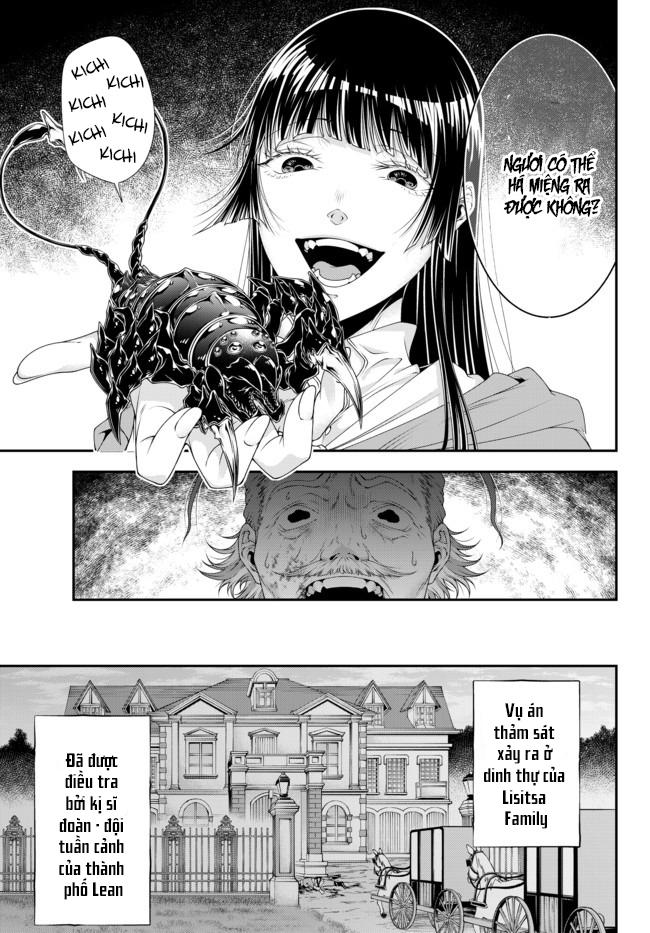 NGƯƠI CÓ THỂ
HÁ MIỆNG RA
ĐƯỢC KHÔNG?
KICHI
KICHI
KICHI
KICHI
KICHI
KICHI
Vụ án
thảm sát
xảy ra ở
dinh thự của
Lisitsa
Family
Đã được
điều tra
bởi kị sĩ
đoàn - đội
tuần cảnh
của thành
phố Lean